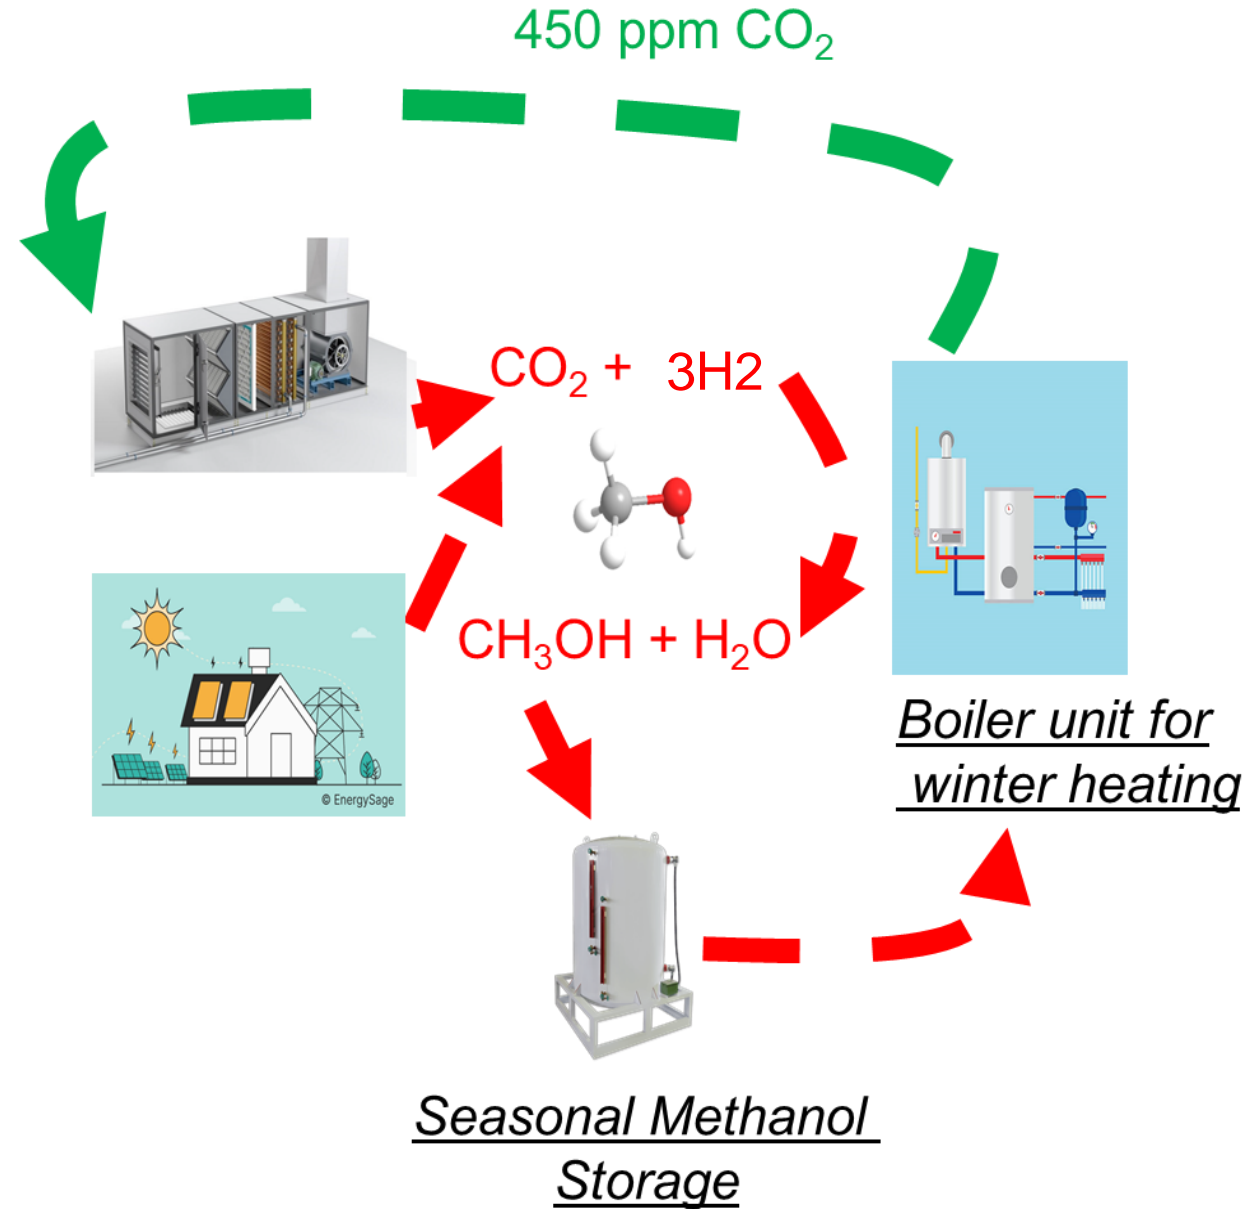 450 ppm CO₂
CO₂ + 3H2
CH₃OH + H₂O
© EnergySage
Boiler unit for
winter heating
Seasonal Methanol
Storage